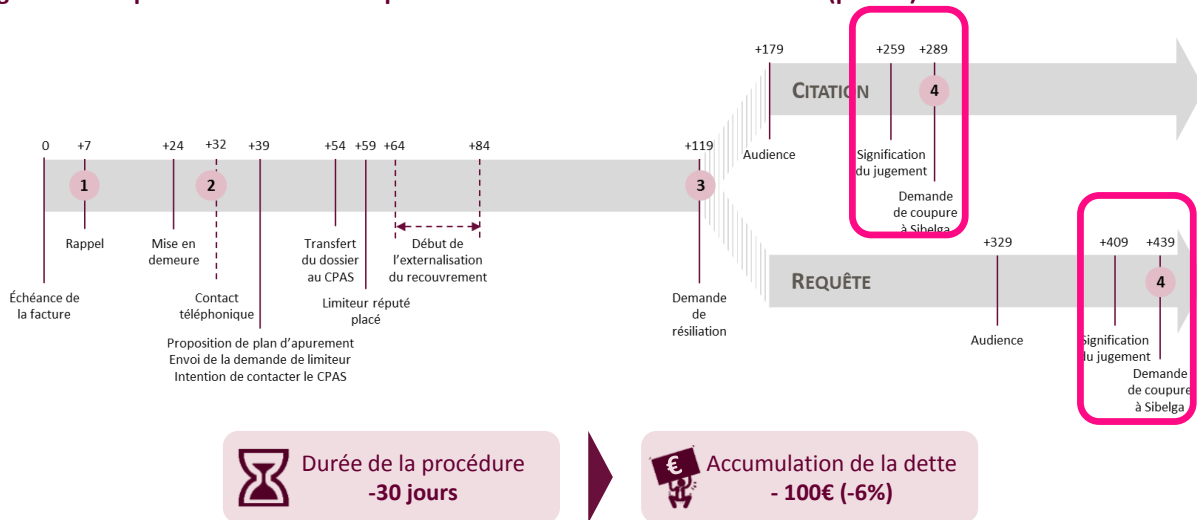 +179
+259
+289
CITATION
4
Audience
Signification
du jugement
Demande
de coupure
à Sibelga
0
+7
+24
+32
+39
+54
+59
+64
+84
+119
1
2
3
Rappel
Mise en
demeure
Transfert
du dossier
au CPAS
Début de
l'externalisation
du recouvrement
Échéance de
la facture
Contact
téléphonique
Limiteur réputé
placé
Demande
de
résiliation
Proposition de plan d'apurement
Envoi de la demande de limiteur
Intention de contacter le CPAS
+329
+409
+439
REQUÊTE
4
Audience
Signification
du jugement
Demande
de coupure
à Sibelga
Durée de la procédure
-30 jours
€
Accumulation de la dette
- 100€ (-6%)